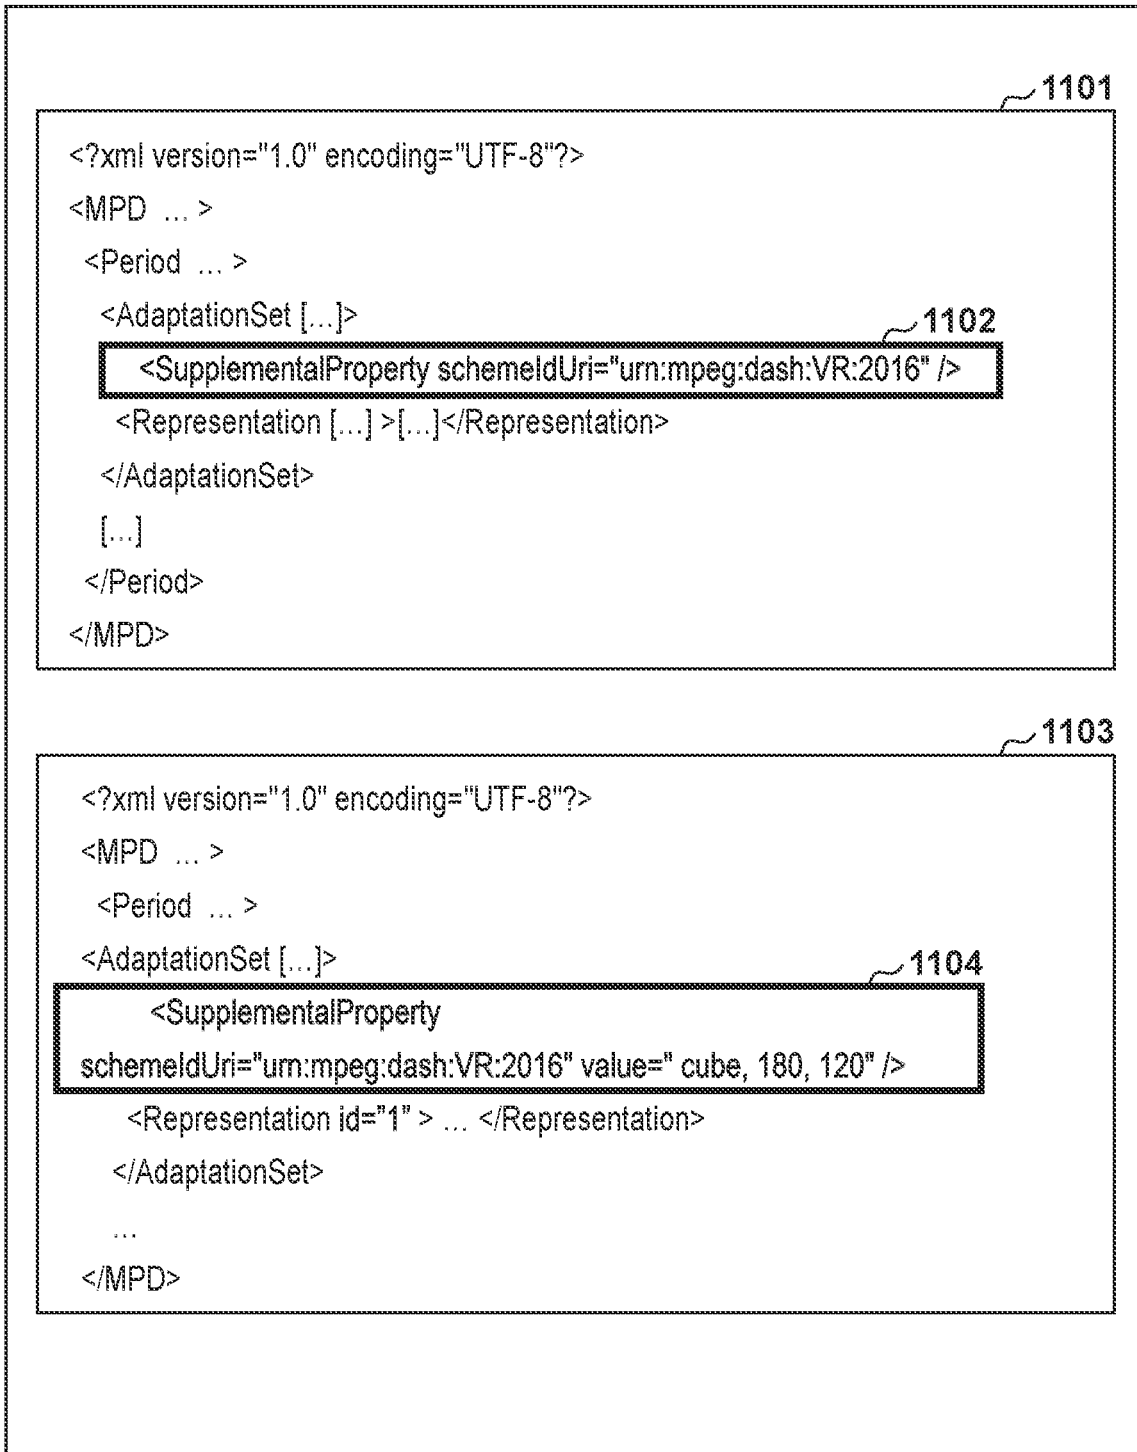 1101
<?xml version="1.0" encoding="UTF-8"?>
<MPD ... >
<Period ... >
<AdaptationSet [...]>
1102
<SupplementalProperty schemeIdUri="urn:mpeg:dash:VR:2016" />
<Representation [...] >[...]</Representation>
</AdaptationSet>
[...]
</Period>
</MPD>
1103
<?xml version="1.0" encoding="UTF-8"?>
<MPD ... >
<Period ... >
<AdaptationSet [...]>
1104
<SupplementalProperty
schemeIdUri="urn:mpeg:dash:VR:2016" value=" cube, 180, 120" />
<Representation id="1" > ... </Representation>
</AdaptationSet>
...
</MPD>